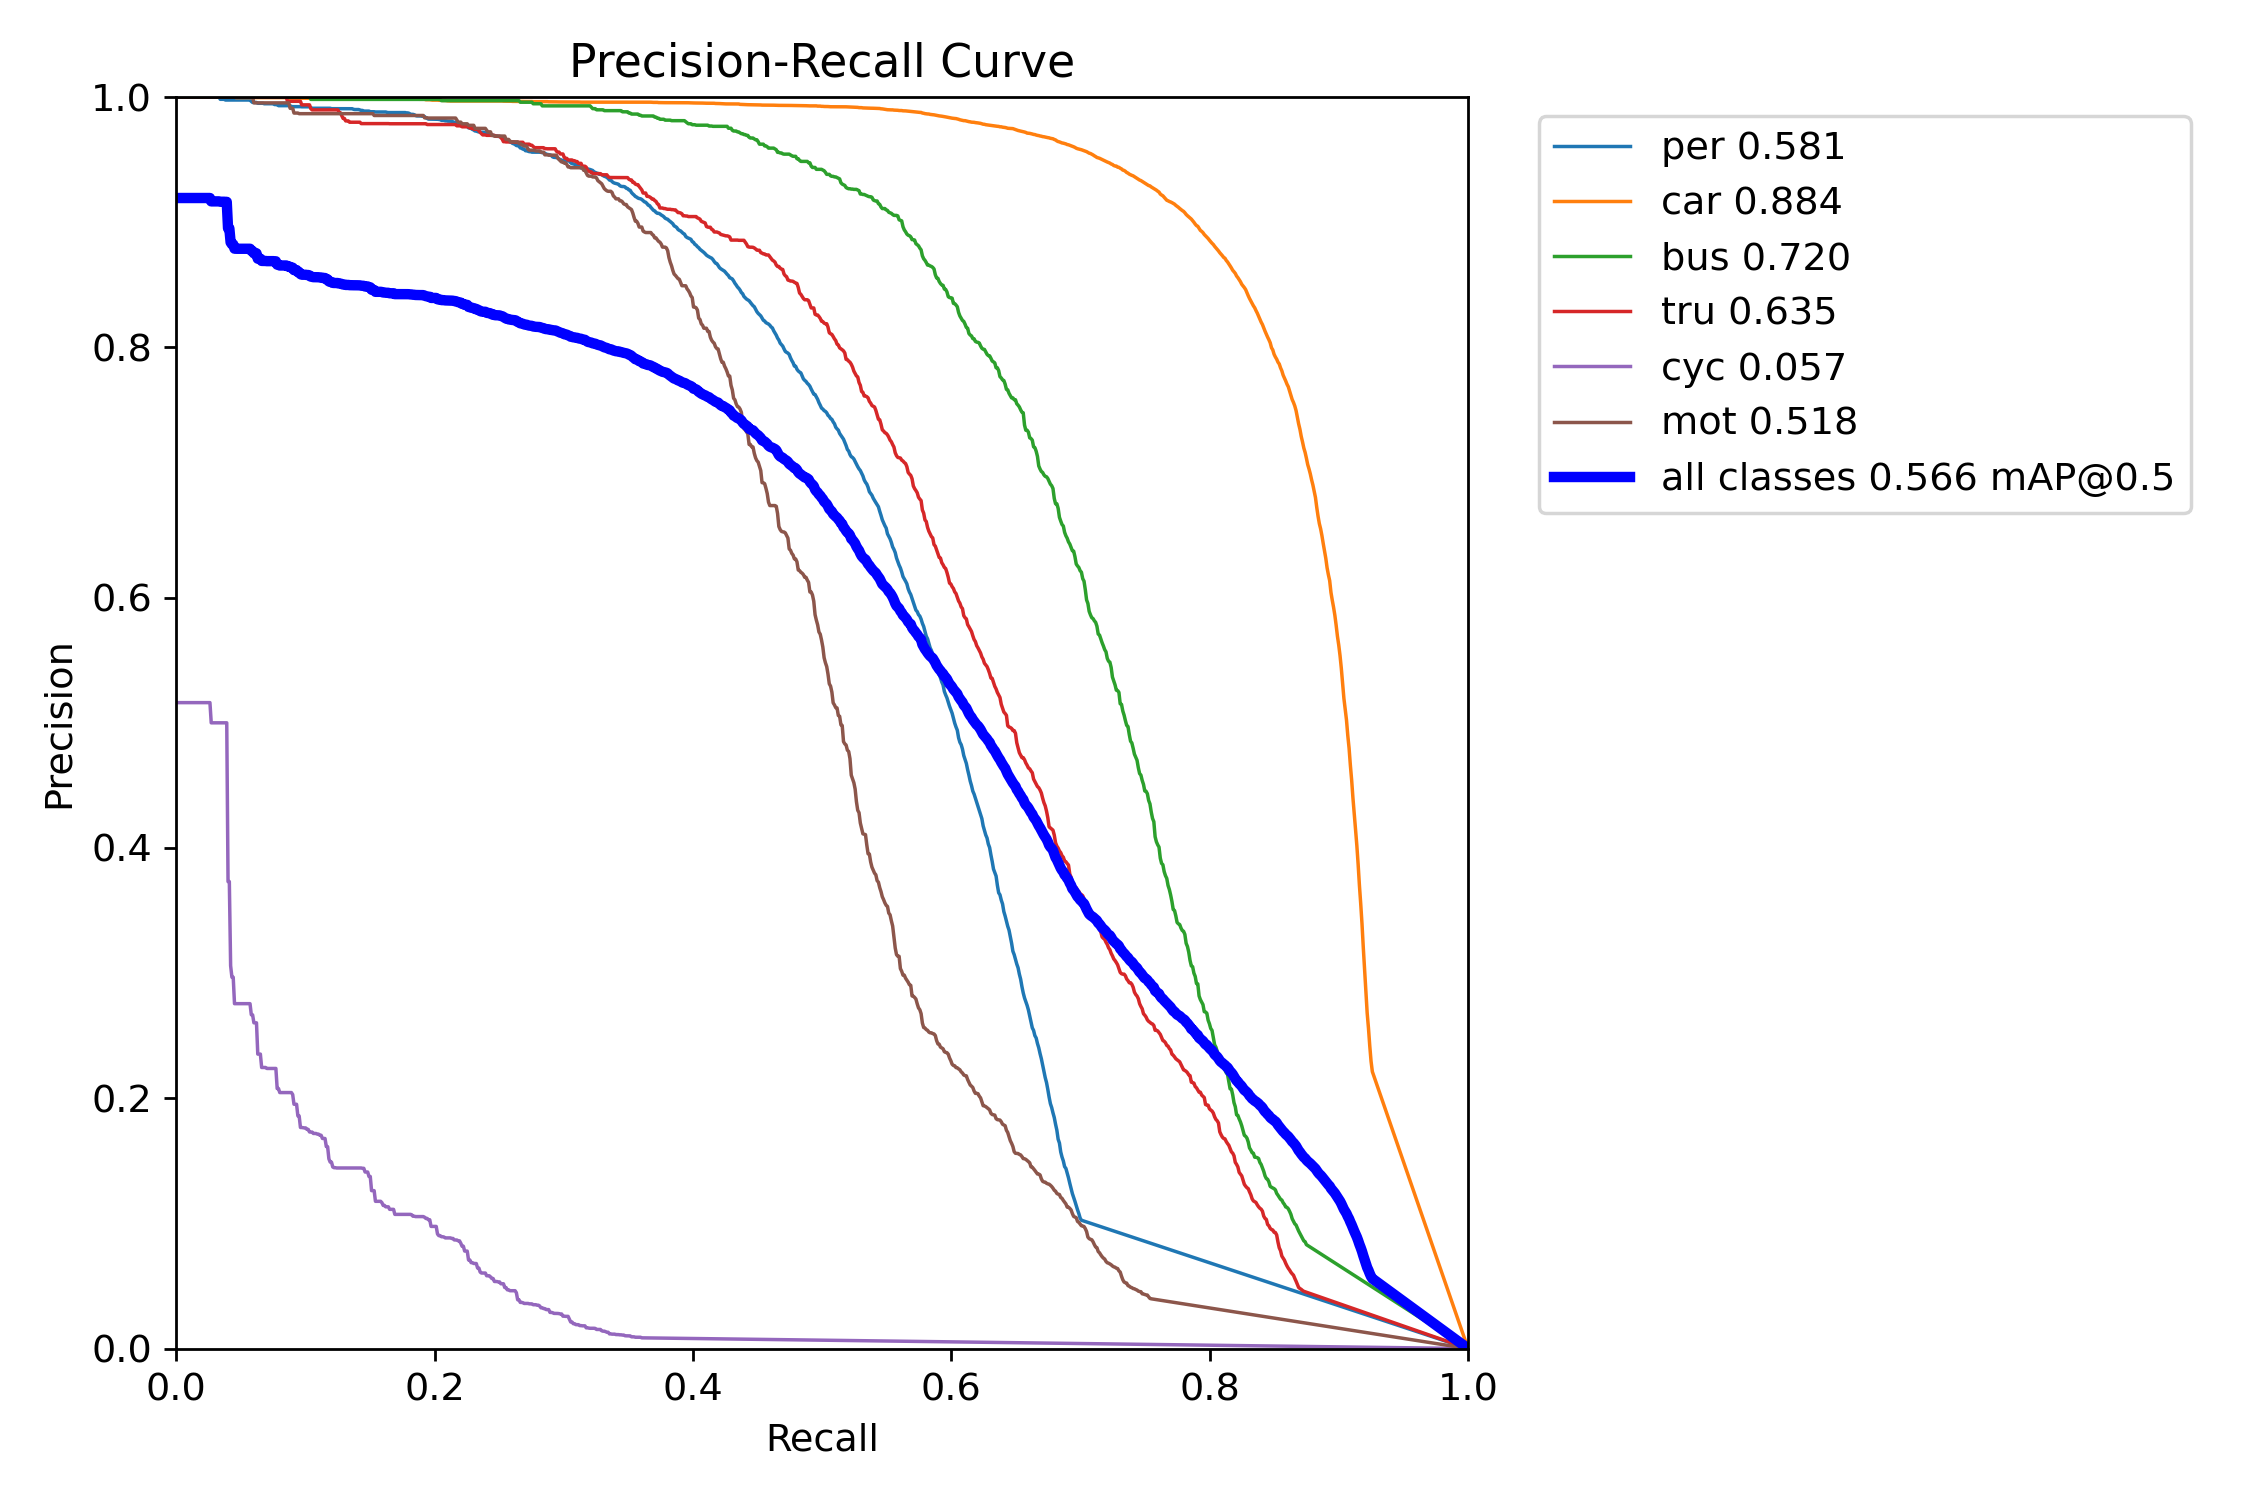 Precision-Recall Curve
1.0
0.8
0.6
0.4
0.2
0.0
Precision
0.0 0.2 0.4 0.6 0.8 1.0
Recall
per 0.581
car 0.884
bus 0.720
tru 0.635
cyc 0.057
mot 0.518
all classes 0.566 mAP@0.5